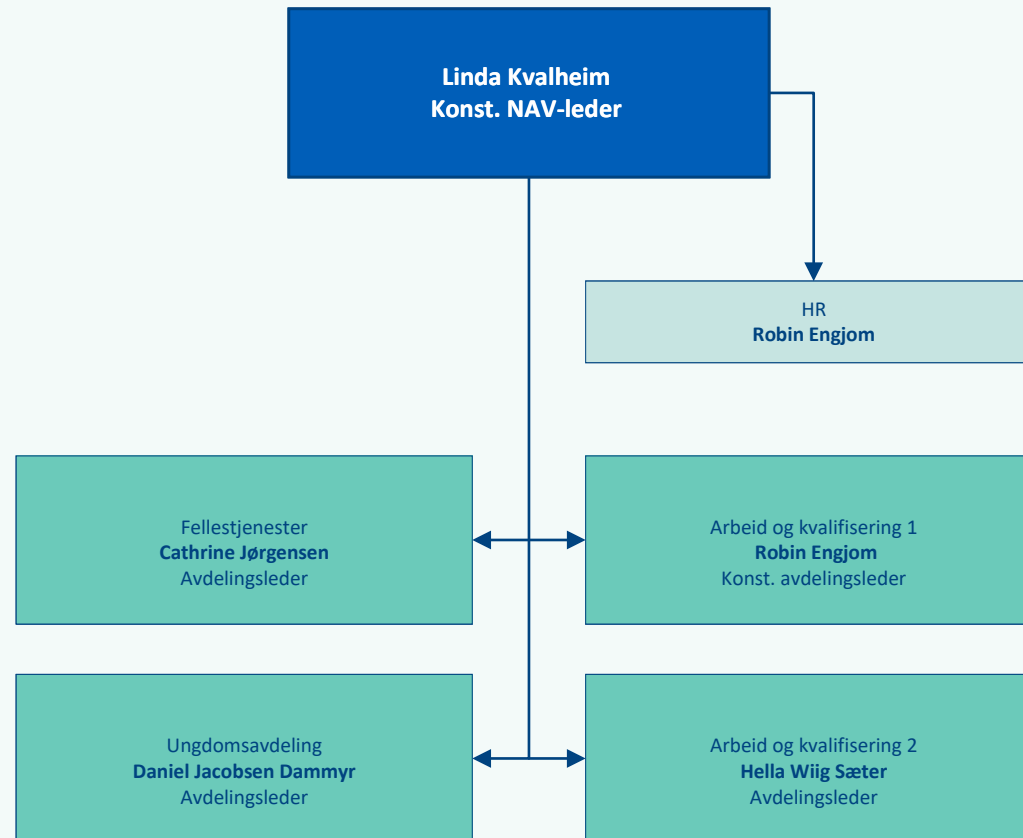 Linda Kvalheim
Konst. NAV-leder
HR
Robin Engjom
Fellestjenester
Cathrine Jørgensen
Avdelingsleder
Arbeid og kvalifisering 1
Robin Engjom
Konst. avdelingsleder
Ungdomsavdeling
Daniel Jacobsen Dammyr
Avdelingsleder
Arbeid og kvalifisering 2
Hella Wiig Sæter
Avdelingsleder